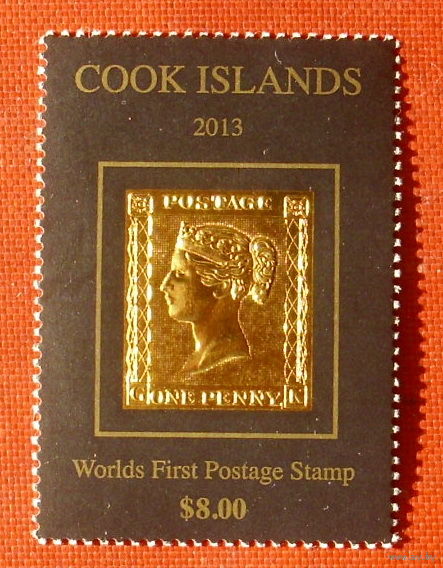 COOK ISLANDS
2013
POSTAGE
G ONE PENNY K
Worlds First Postage Stamp
$8.00